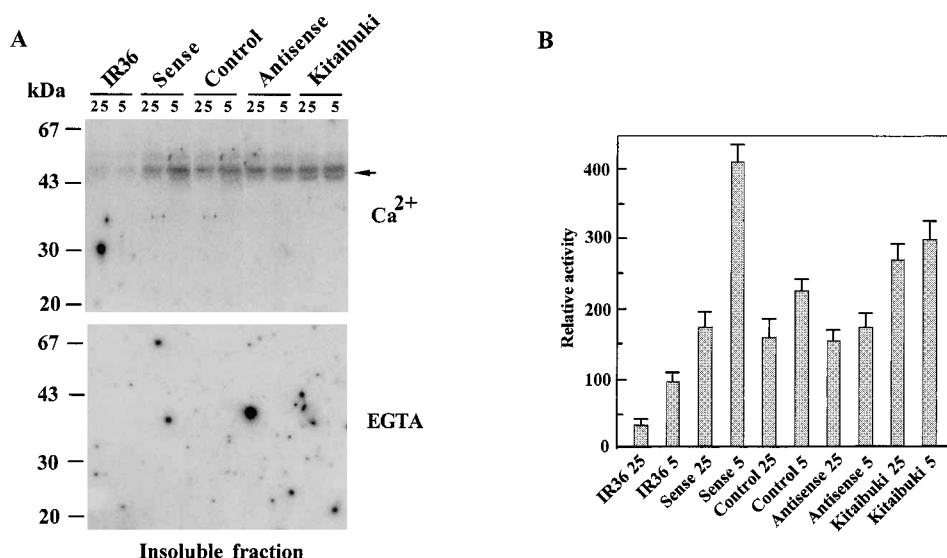 A
IR36 Sense Control Antisense Kitaibuki
kDa 25 5 25 5 25 5 25 5 25 5
67
43
30
20
Ca2+
67
43
30
20
EGTA
Insoluble fraction
B
Relative activity
400
300
200
100
0
IR36 25
IR36 5
Sense 25
Sense 5
Control 25
Control 5
Antisense 25
Antisense 5
Kitaibuki 25
Kitaibuki 5